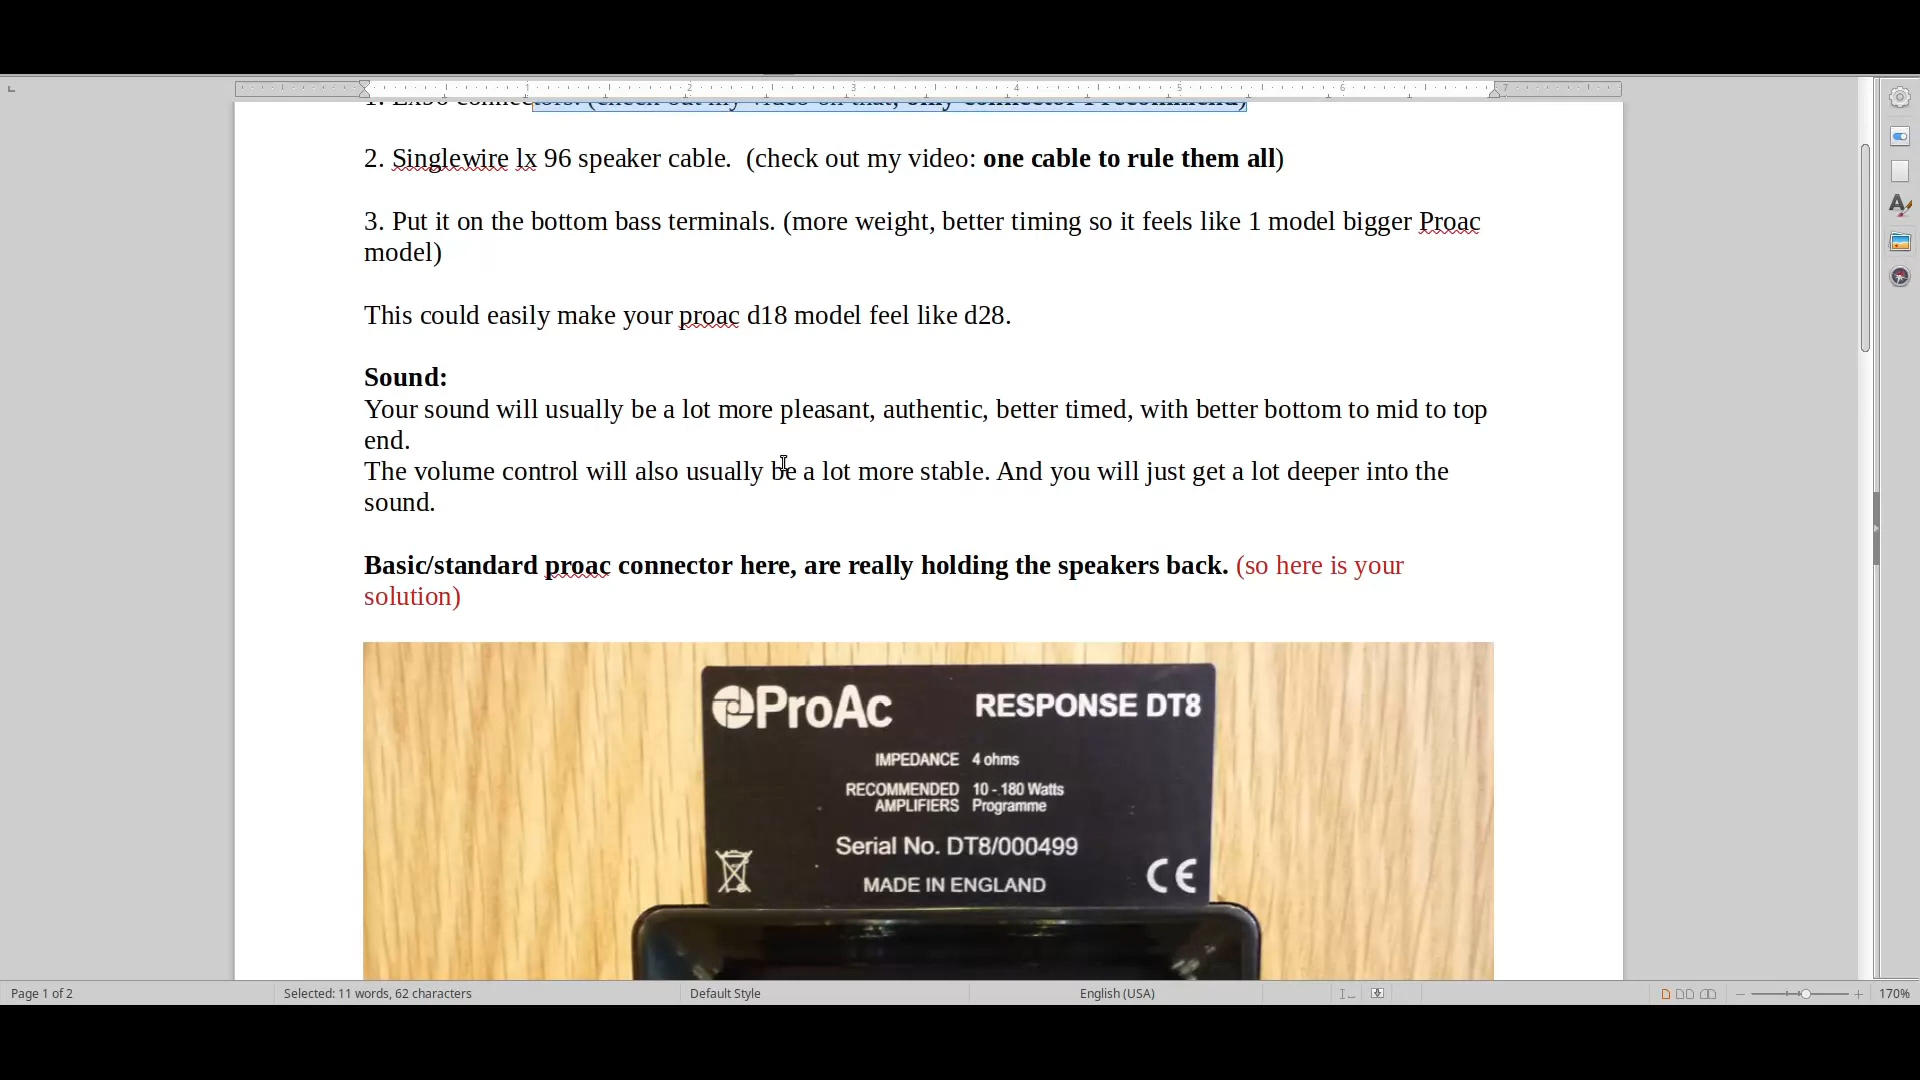 2. Singlewire lx 96 speaker cable.  (check out my video: one cable to rule them all)
3. Put it on the bottom bass terminals. (more weight, better timing so it feels like 1 model bigger Proac
model)
This could easily make your proac d18 model feel like d28.
Sound:
Your sound will usually be a lot more pleasant, authentic, better timed, with better bottom to mid to top
end.
The volume control will also usually be a lot more stable. And you will just get a lot deeper into the
sound.
Basic/standard proac connector here, are really holding the speakers back. (so here is your
solution)
ProAc RESPONSE DT8
IMPEDANCE 4 ohms
RECOMMENDED 10 - 180 Watts
AMPLIFIERS Programme
Serial No. DT8/000499
MADE IN ENGLAND CE
Page 1 of 2 Selected: 11 words, 62 characters Default Style English (USA) 170%